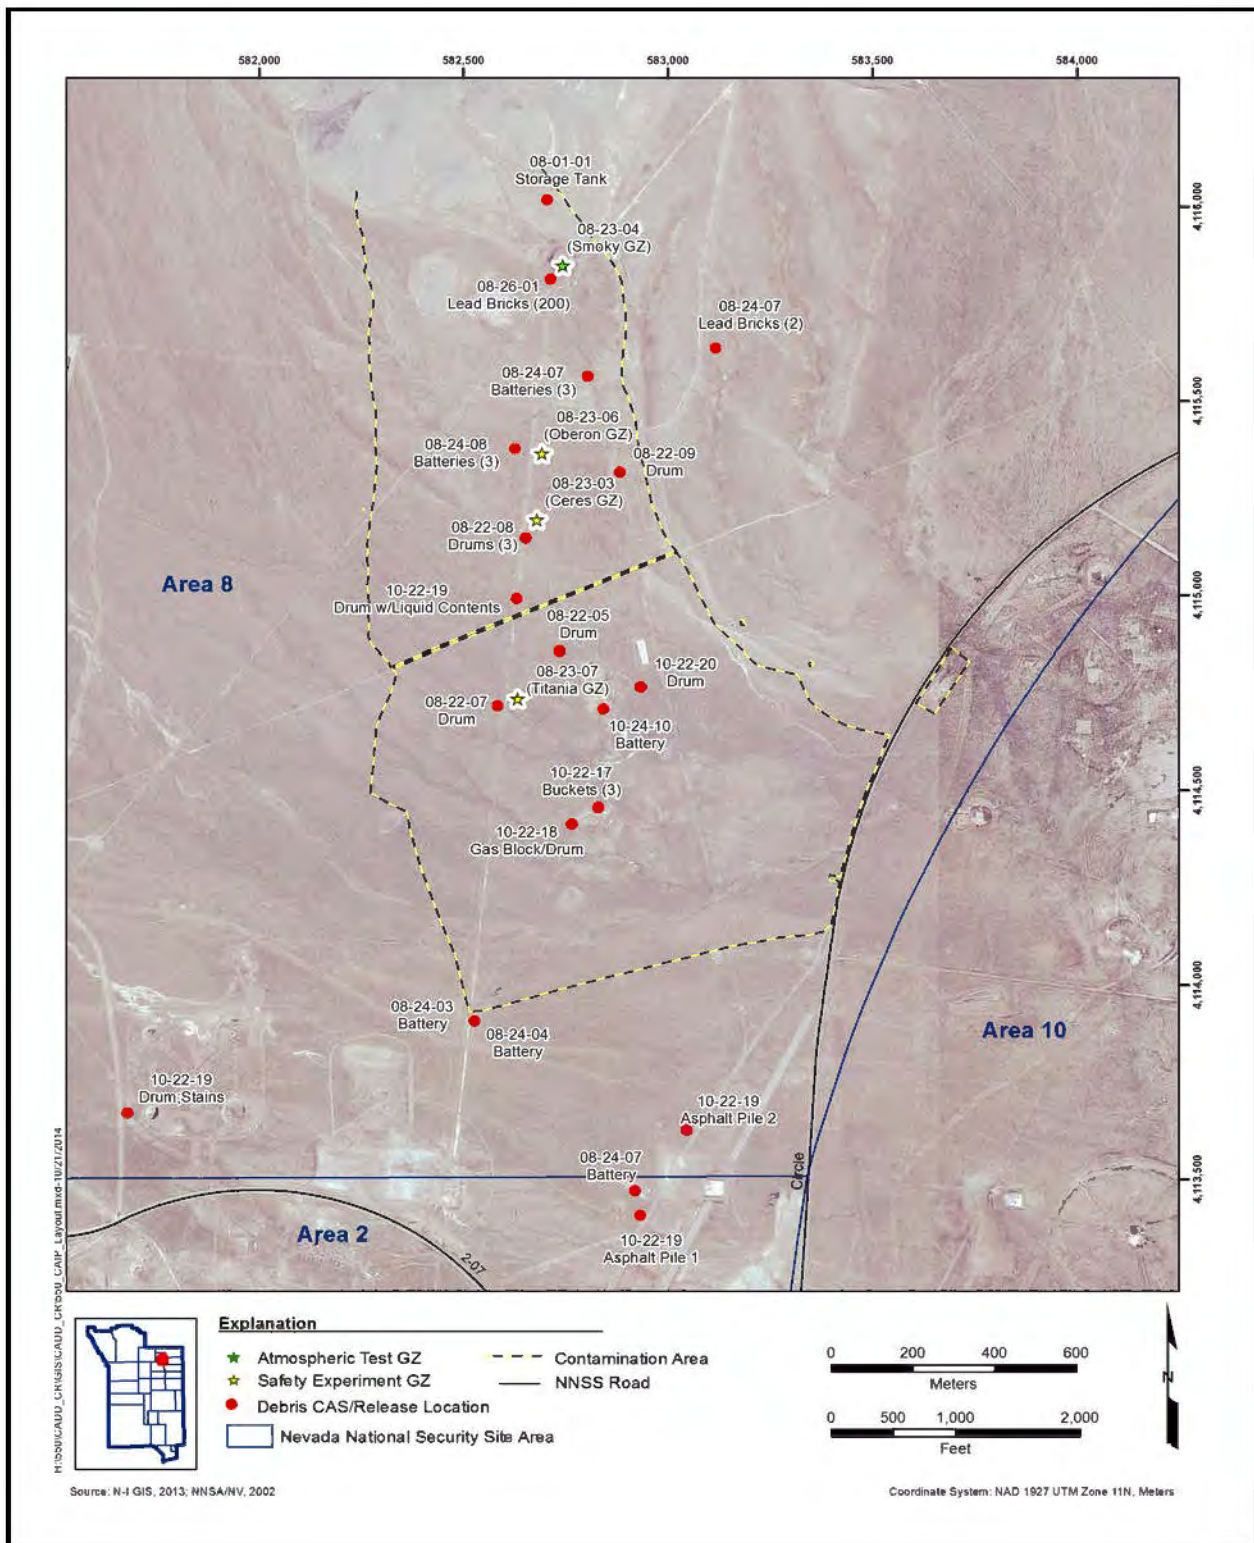 582,000
582,500
583,000
583,500
584,000
08-01-01
Storage Tank
4,116,000
08-23-04
(Smoky GZ)
08-26-01
Lead Bricks (200)
08-24-07
Lead Bricks (2)
08-24-07
Batteries (3)
4,115,500
08-23-06
(Oberon GZ)
08-24-08
Batteries (3)
08-22-09
Drum
08-23-03
(Ceres GZ)
08-22-08
Drums (3)
Area 8
10-22-19
Drum w/Liquid Contents
4,115,000
08-22-05
Drum
08-23-07
(Titania GZ)
10-22-20
Drum
08-22-07
Drum
10-24-10
Battery
10-22-17
Buckets (3)
4,114,500
10-22-18
Gas Block/Drum
08-24-03
Battery
4,114,000
08-24-04
Battery
Area 10
10-22-19
Drum;Stains
10-22-19
Asphalt Pile 2
08-24-07
Battery
Circle
4,113,500
Area 2
2-07
10-22-19
Asphalt Pile 1
Explanation
Atmospheric Test GZ
Safety Experiment GZ
Debris CAS/Release Location
Nevada National Security Site Area
Contamination Area
NNSS Road
0 200 400 600
Meters
0 500 1,000 2,000
Feet
N
Source: N-I GIS, 2013; NNSA/NV, 2002
Coordinate System: NAD 1927 UTM Zone 11N, Meters